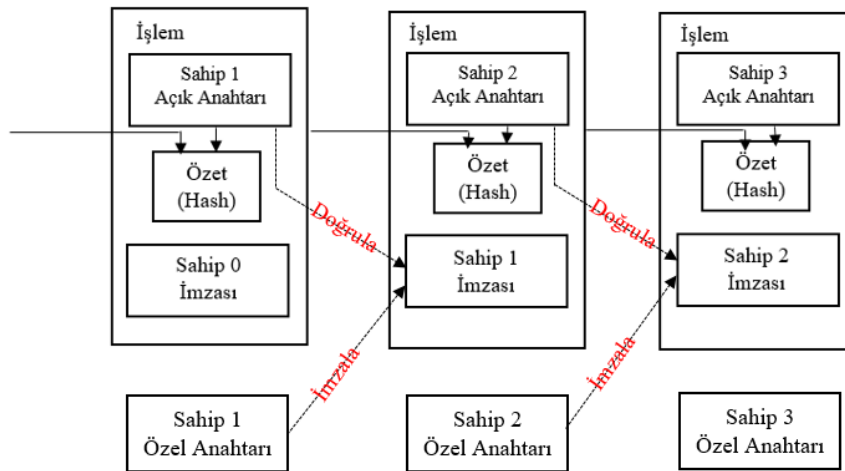 İşlem
Sahip 1
Açık Anahtarı
Özet
(Hash)
Sahip 0
İmzası
Doğrula
İmzala
Sahip 1
Özel Anahtarı
İşlem
Sahip 2
Açık Anahtarı
Özet
(Hash)
Sahip 1
İmzası
Doğrula
İmzala
Sahip 2
Özel Anahtarı
İşlem
Sahip 3
Açık Anahtarı
Özet
(Hash)
Sahip 2
İmzası
Sahip 3
Özel Anahtarı